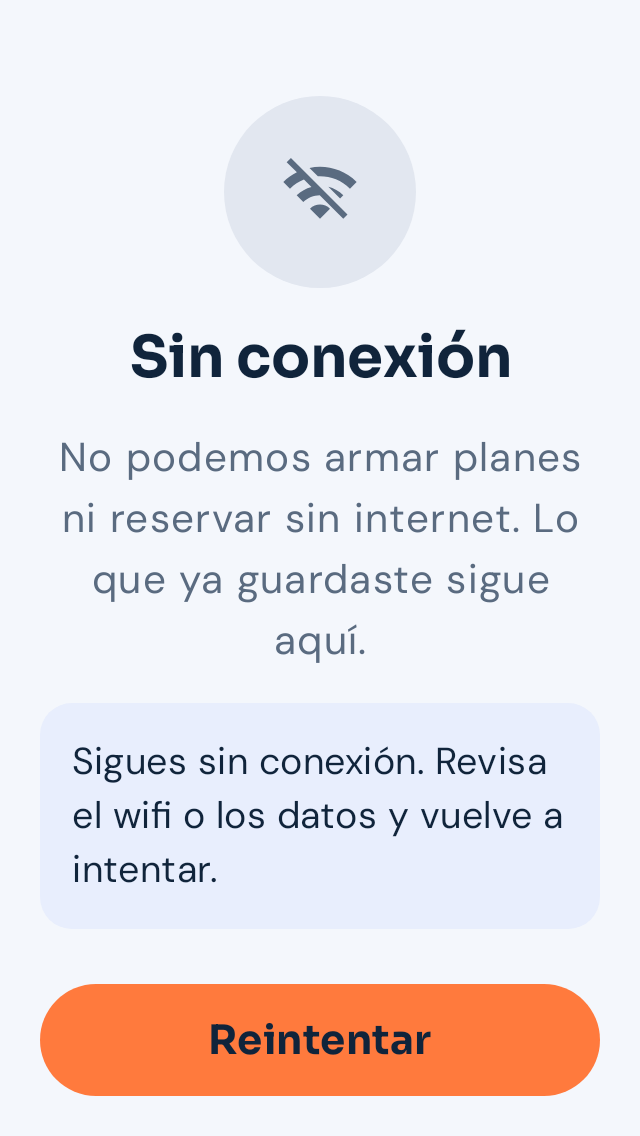 Sin conexión
No podemos armar planes
ni reservar sin internet. Lo
que ya guardaste sigue
aquí.
Sigues sin conexión. Revisa
el wifi o los datos y vuelve a
intentar.
Reintentar